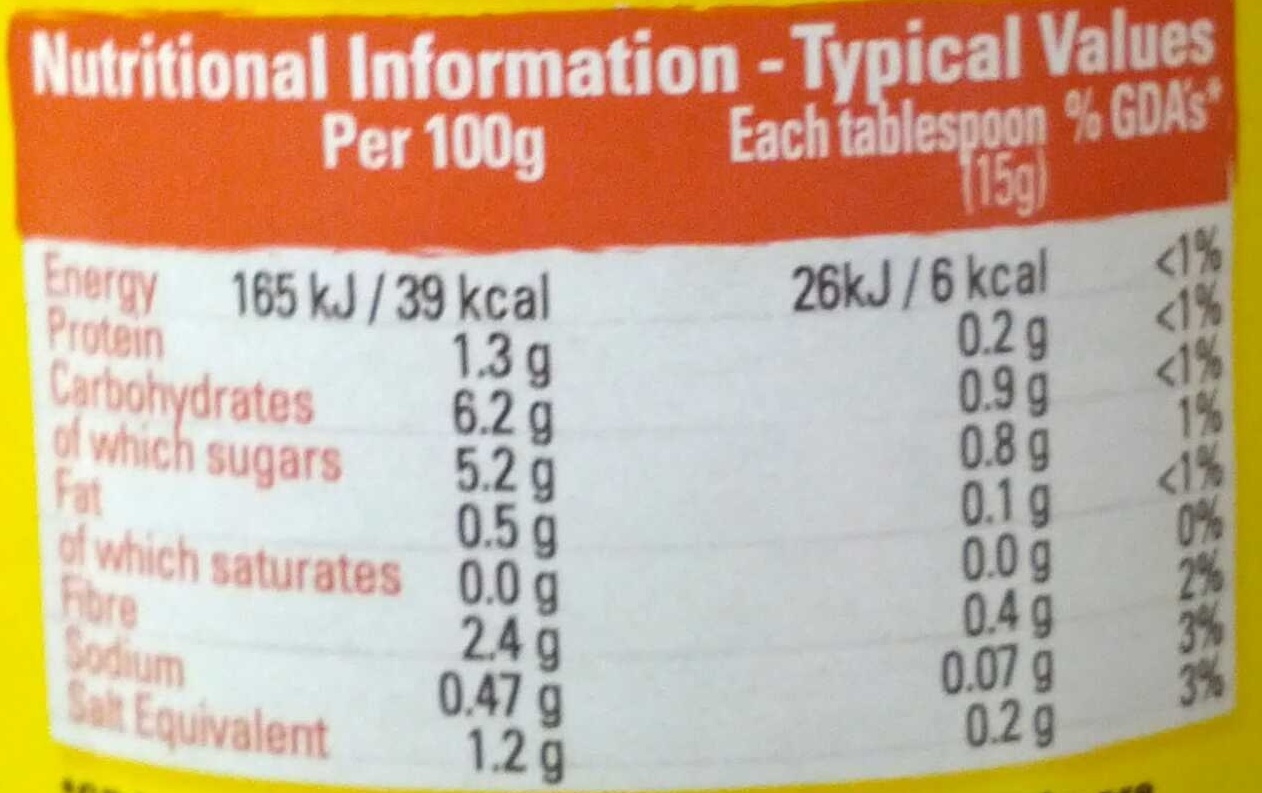 Nutritional Information - Typical Values
Per 100g Each tablespoon % GDA's*
(15g)
Energy 165 kJ / 39 kcal 26kJ / 6 kcal <1%
Protein 1.3 g 0.2 g <1%
Carbohydrates 6.2 g 0.9 g <1%
of which sugars 5.2 g 0.8 g 1%
Fat 0.5 g 0.1 g <1%
of which saturates 0.0 g 0.0 g 0%
Fibre 2.4 g 0.4 g 2%
Sodium 0.47 g 0.07 g 3%
Salt Equivalent 1.2 g 0.2 g 3%